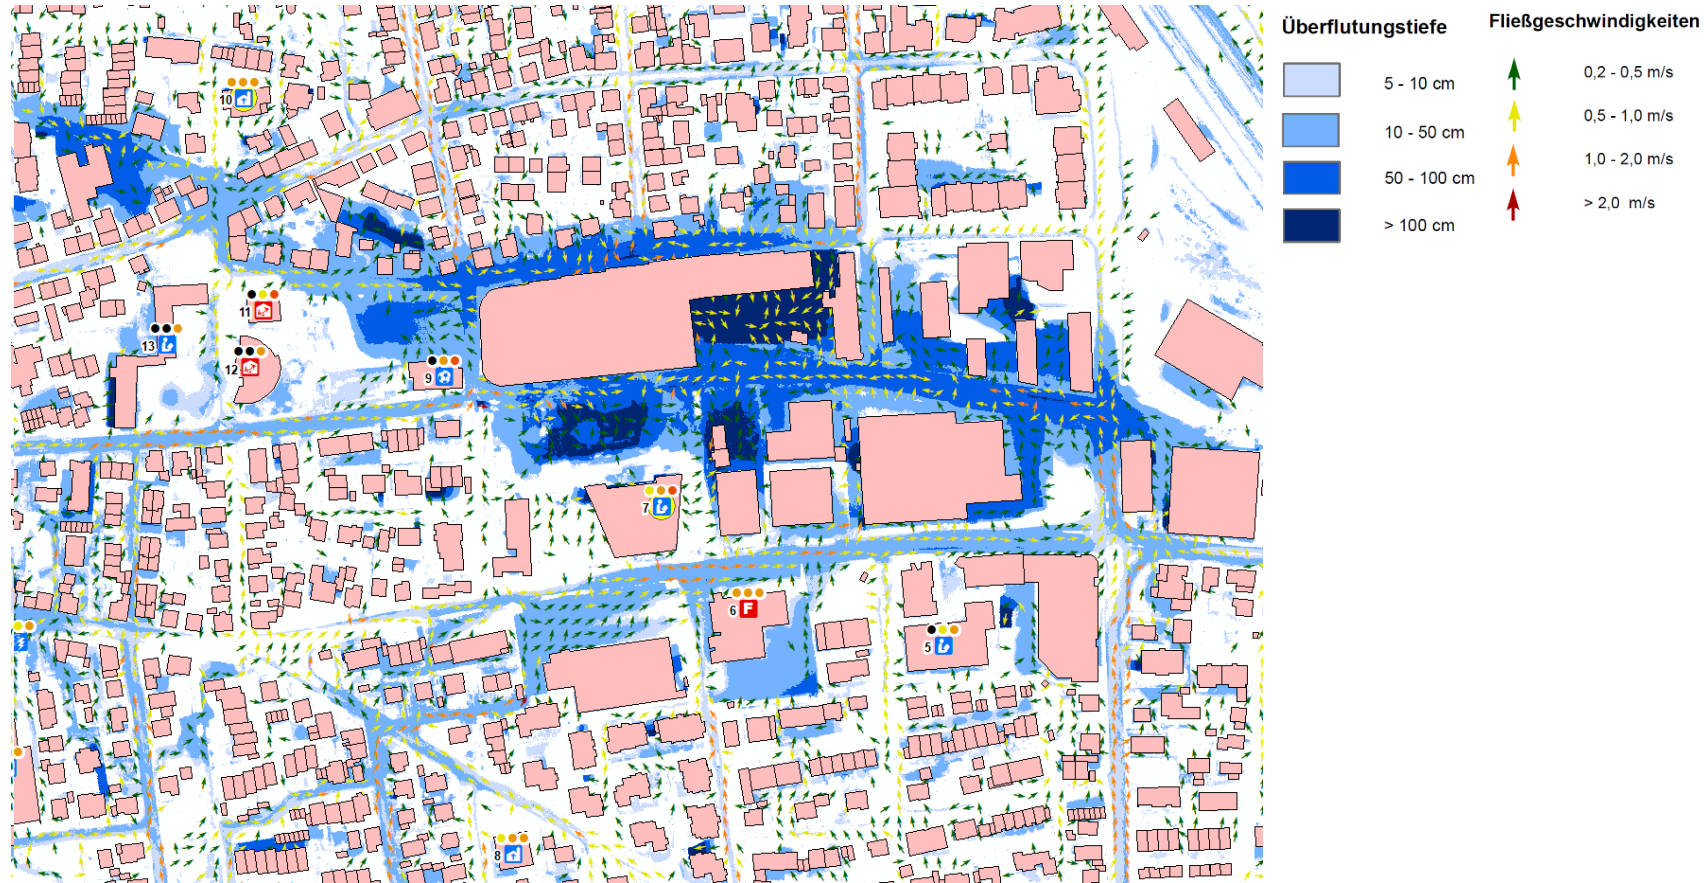 Überflutungstiefe
5 - 10 cm
10 - 50 cm
50 - 100 cm
> 100 cm
Fließgeschwindigkeiten
0,2 - 0,5 m/s
0,5 - 1,0 m/s
1,0 - 2,0 m/s
> 2,0 m/s
10
11
13
12
9
7
6 F
5
8